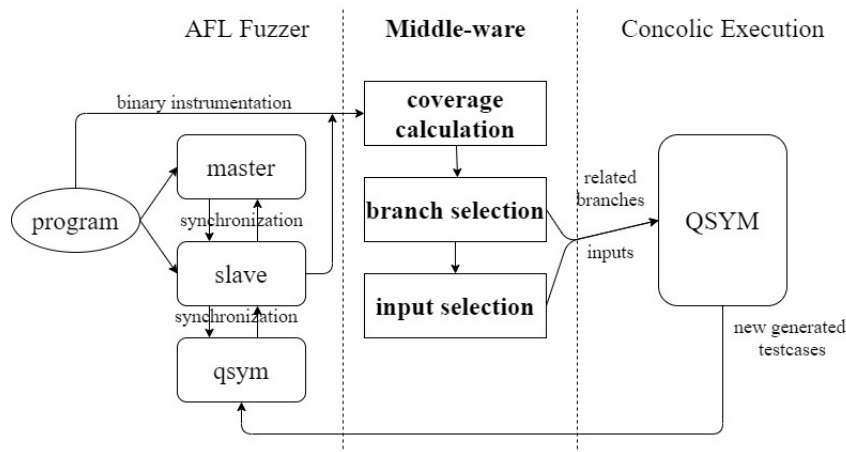 AFL Fuzzer
Middle-ware
Concolic Execution
binary instrumentation
coverage
calculation
master
related
branches
program
synchronization
branch selection
QSYM
inputs
slave
input selection
synchronization
new generated
testcases
qsym